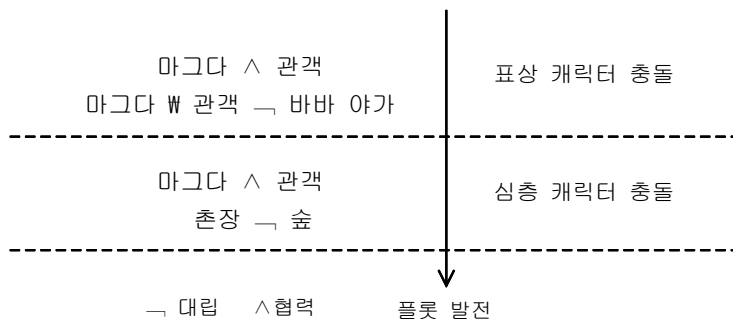 마그다 ∧ 관객
마그다 ₩ 관객 ㄱ 바바 야가
표상 캐릭터 충돌
마그다 ∧ 관객
촌장 ㄱ 숲
심층 캐릭터 충돌
ㄱ 대립 ∧협력
플롯 발전